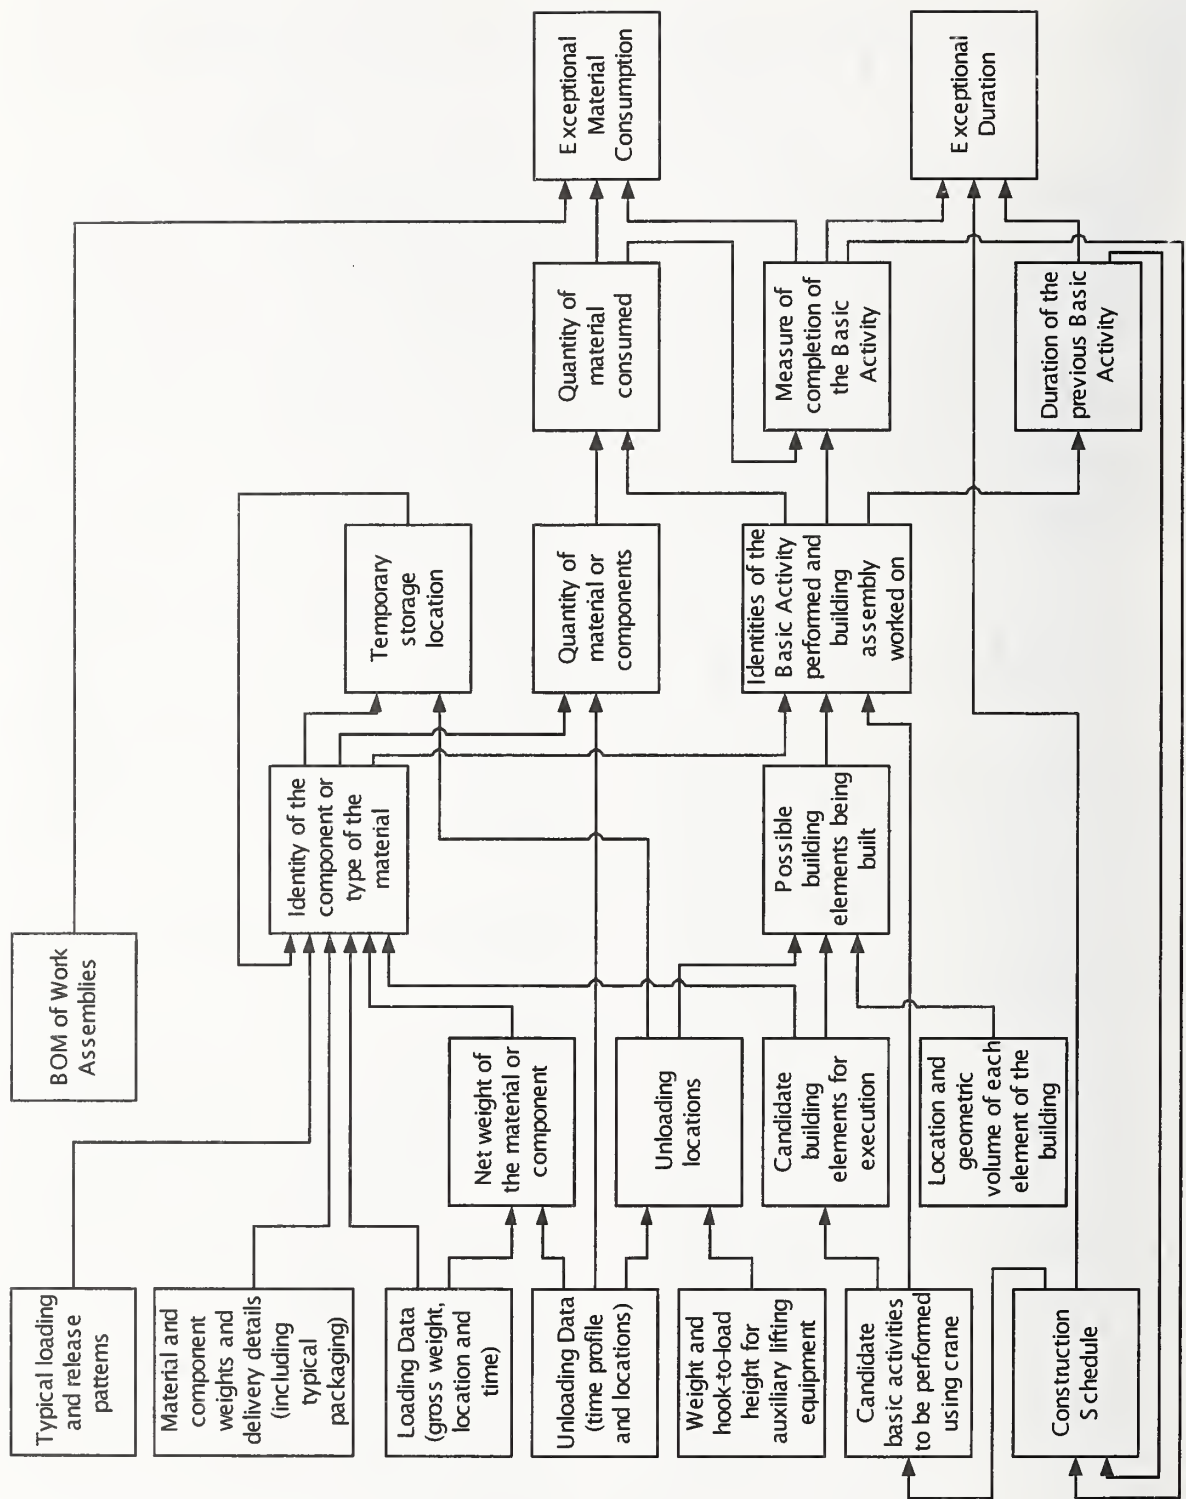 Typical loading
and release
patterns
Material and
component
weights and
delivery details
(including
typical
packaging)
Loading Data
(gross weight,
location and
time)
Unloading Data
(time profile
and locations)
Weight and
hook-to-load
height for
auxiliary lifting
equipment
Candidate
basic activities
to be performed
using crane
Construction
Schedule
BOM of Work
Assemblies
Net weight of
the material or
component
Unloading
locations
Candidate
building
elements for
execution
Location and
geometric
volume of each
element of the
building
Identity of the
component or
type of the
material
Possible
building
elements being
built
Temporary
storage
location
Quantity of
material or
components
Identities of the
Basic Activity
performed and
building
assembly
worked on
Quantity of
material
consumed
Measure of
completion of
the Basic
Activity
Duration of the
previous Basic
Activity
Exceptional
Material
Consumption
Exceptional
Duration